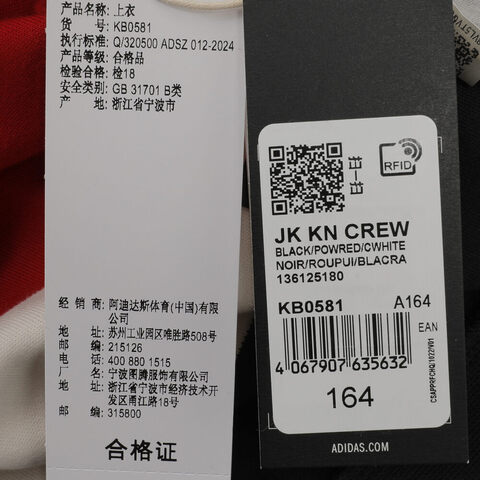 产品名称: 上衣
货 号: KB0581
执行标准: Q/320500 ADSZ 012-2024
产品等级: 合格品
检验合格: 检18
安全类别: GB 31701 B类
产 地: 浙江省宁波市
经 销 商: 阿迪达斯体育(中国)有限
公司
地 址: 苏州工业园区唯胜路508号
邮 编: 215126
电 话: 400 880 1515
厂 名: 宁波图腾服饰有限公司
地 址: 浙江省宁波市经济技术开
发区甬江路18号
邮 编: 315800
合格证
RFID
JK KN CREW
BLACK/POWRED/CWHITE
NOIR/ROUPUI/BLACRA
136125180
KB0581 A164
EAN
4 067907 635632
164
ADIDAS.COM